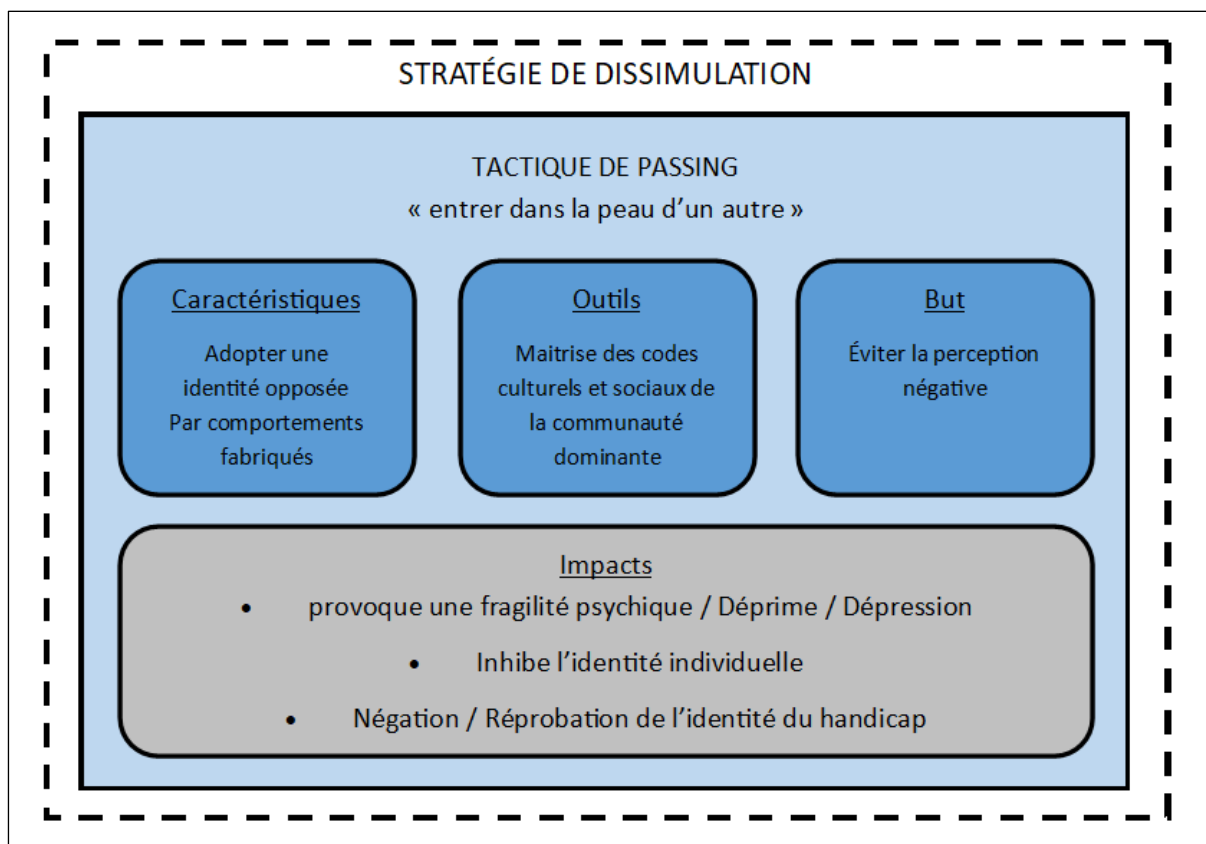 STRATÉGIE DE DISSIMULATION
TACTIQUE DE PASSING
« entrer dans la peau d’un autre »
Caractéristiques
Adopter une
identité opposée
Par comportements
fabriqués
Outils
Maitrise des codes
culturels et sociaux de
la communauté
dominante
But
Éviter la perception
négative
Impacts
• provoque une fragilité psychique / Déprime / Dépression
• Inhibe l’identité individuelle
• Négation / Réprobation de l’identité du handicap